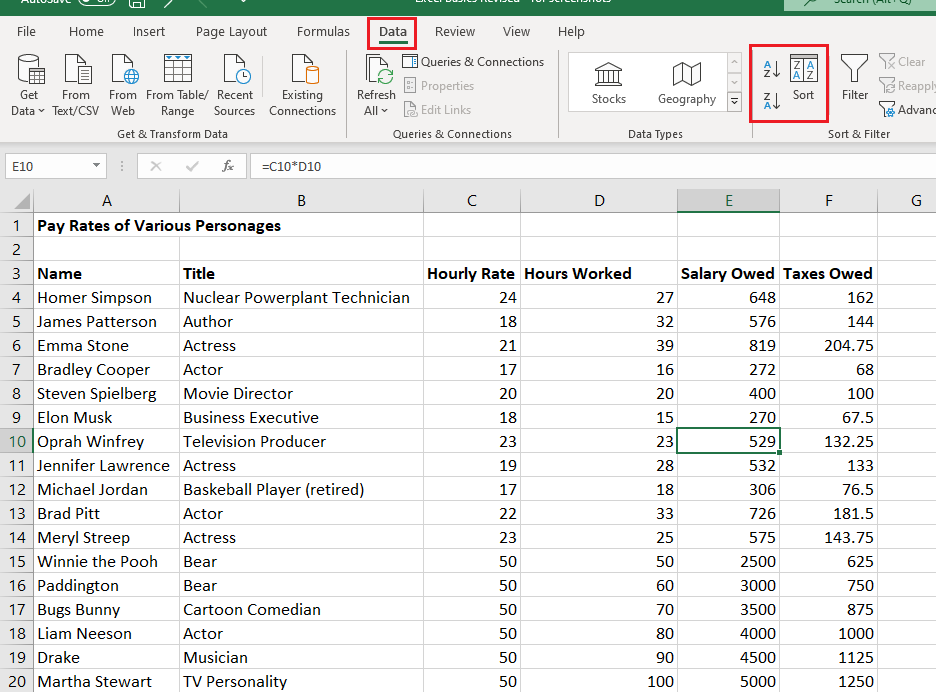 AutoSave Off Excel Basics Revised - for screenshots Search (Alt+Q)
File Home Insert Page Layout Formulas Data Review View Help
Get Data From Text/CSV From Web From Table/ Range Recent Sources Existing Connections
Get & Transform Data
Refresh All Queries & Connections
Properties
Edit Links
Queries & Connections
Stocks Geography
Data Types
A Z Z A Sort Filter Clear
Reapply
Advanc
Sort & Filter
E10 fx =C10*D10
A B C D E F G
1 Pay Rates of Various Personages
2
3 Name Title Hourly Rate Hours Worked Salary Owed Taxes Owed
4 Homer Simpson Nuclear Powerplant Technician 24 27 648 162
5 James Patterson Author 18 32 576 144
6 Emma Stone Actress 21 39 819 204.75
7 Bradley Cooper Actor 17 16 272 68
8 Steven Spielberg Movie Director 20 20 400 100
9 Elon Musk Business Executive 18 15 270 67.5
10 Oprah Winfrey Television Producer 23 23 529 132.25
11 Jennifer Lawrence Actress 19 28 532 133
12 Michael Jordan Baskeball Player (retired) 17 18 306 76.5
13 Brad Pitt Actor 22 33 726 181.5
14 Meryl Streep Actress 23 25 575 143.75
15 Winnie the Pooh Bear 50 50 2500 625
16 Paddington Bear 50 60 3000 750
17 Bugs Bunny Cartoon Comedian 50 70 3500 875
18 Liam Neeson Actor 50 80 4000 1000
19 Drake Musician 50 90 4500 1125
20 Martha Stewart TV Personality 50 100 5000 1250